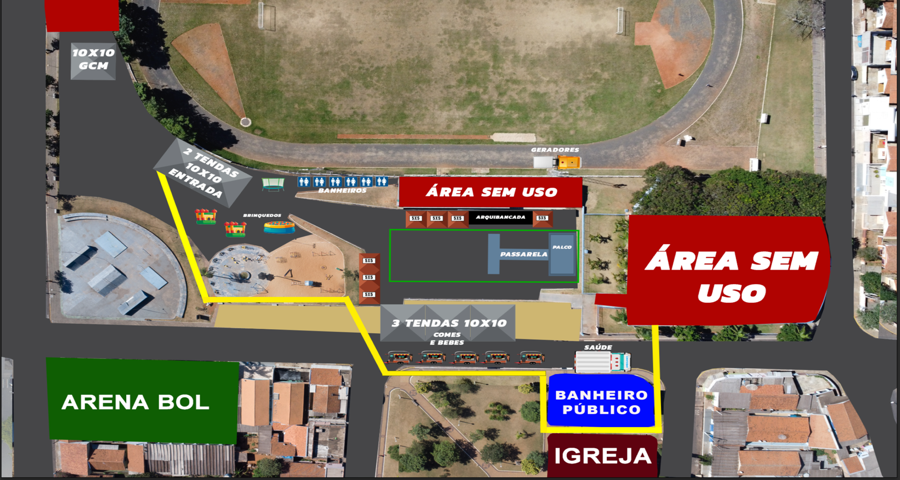 10X10
GCM
GERADORES
2 TENDAS
10X10
ENTRADA
BANHEIROS
ÁREA SEM USO
BRINQUEDOS
ARQUIBANCADA
PASSARELA
PALCO
ÁREA SEM
USO
3 TENDAS 10X10
COMES
E BEBES
SAÚDE
ARENA BOL
BANHEIRO
PÚBLICO
IGREJA